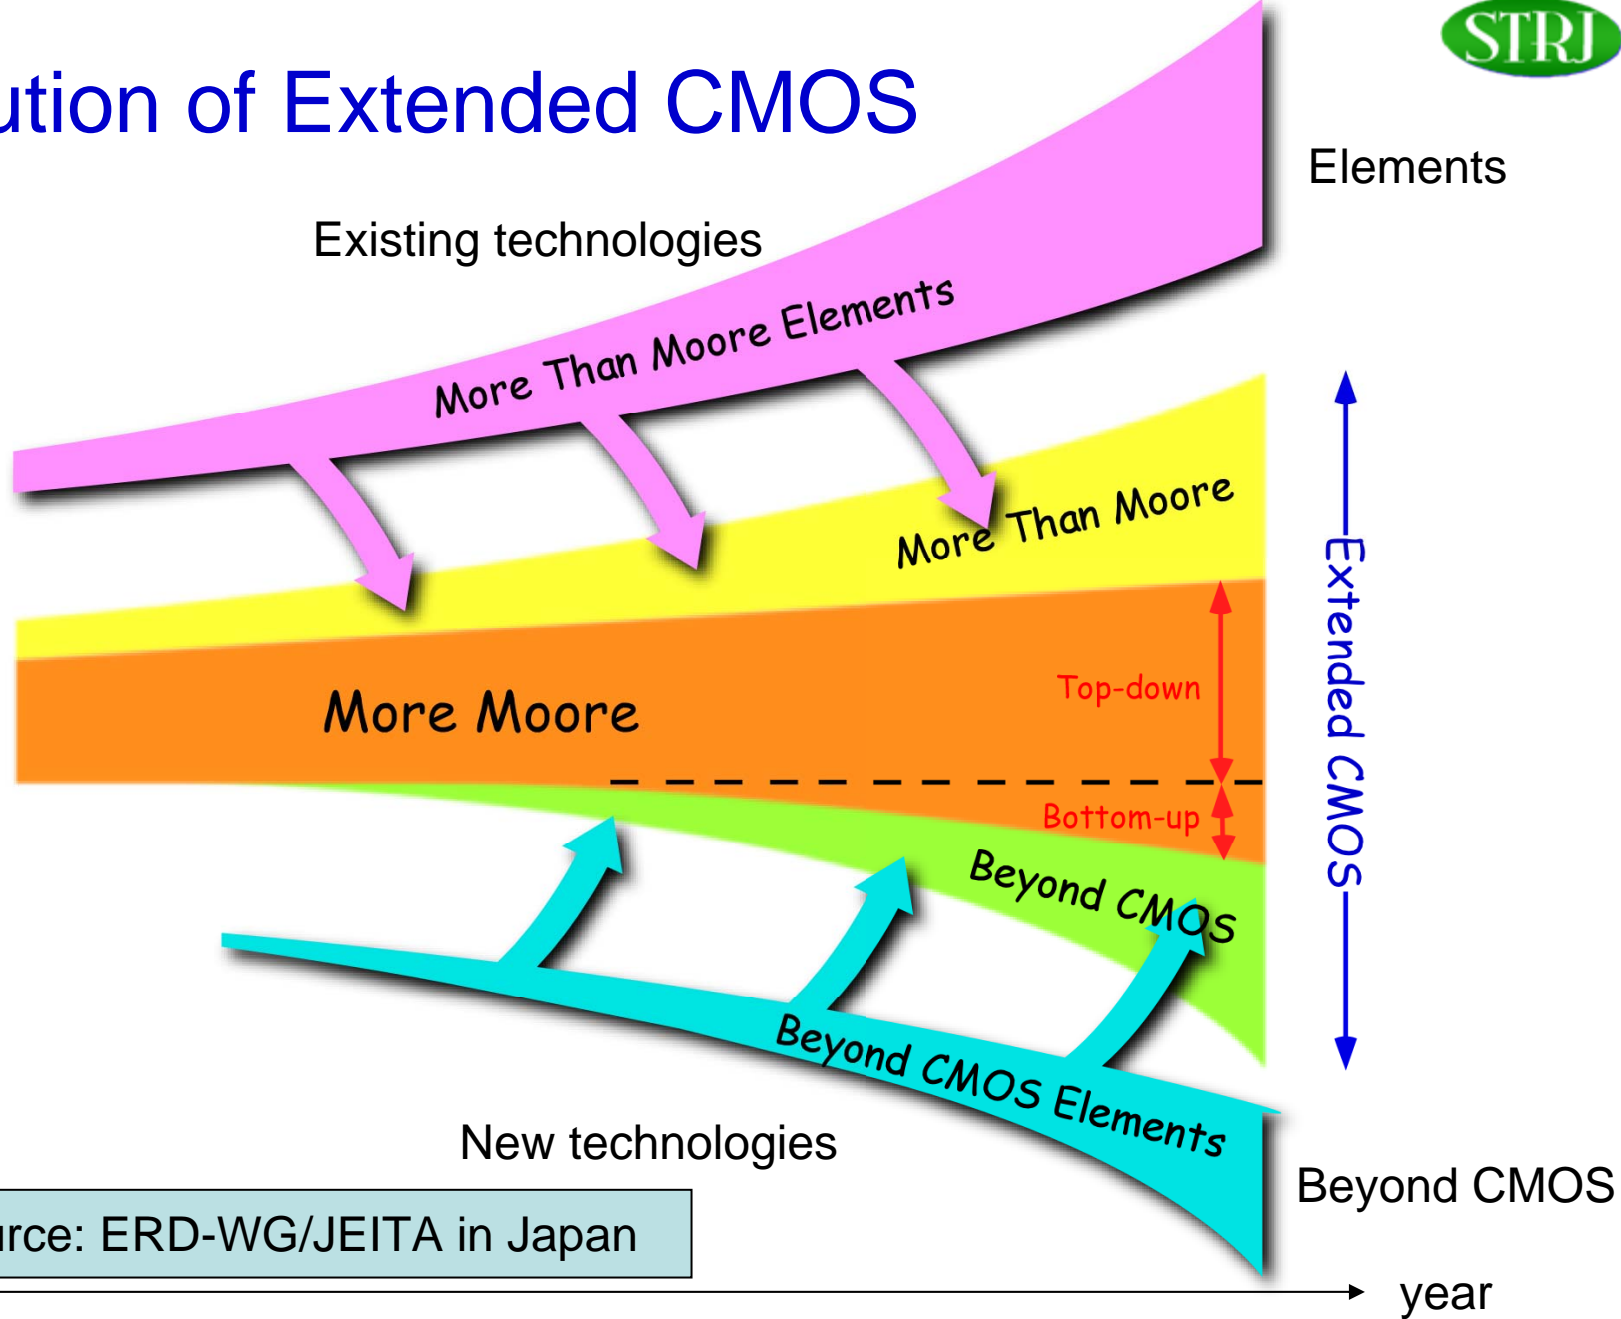 STRJ
ution of Extended CMOS
Elements
Existing technologies
More Than Moore Elements
More Than Moore
Top-down
More Moore
Extended CMOS
Bottom-up
Beyond CMOS
Beyond CMOS Elements
New technologies
Beyond CMOS
urce: ERD-WG/JEITA in Japan
year